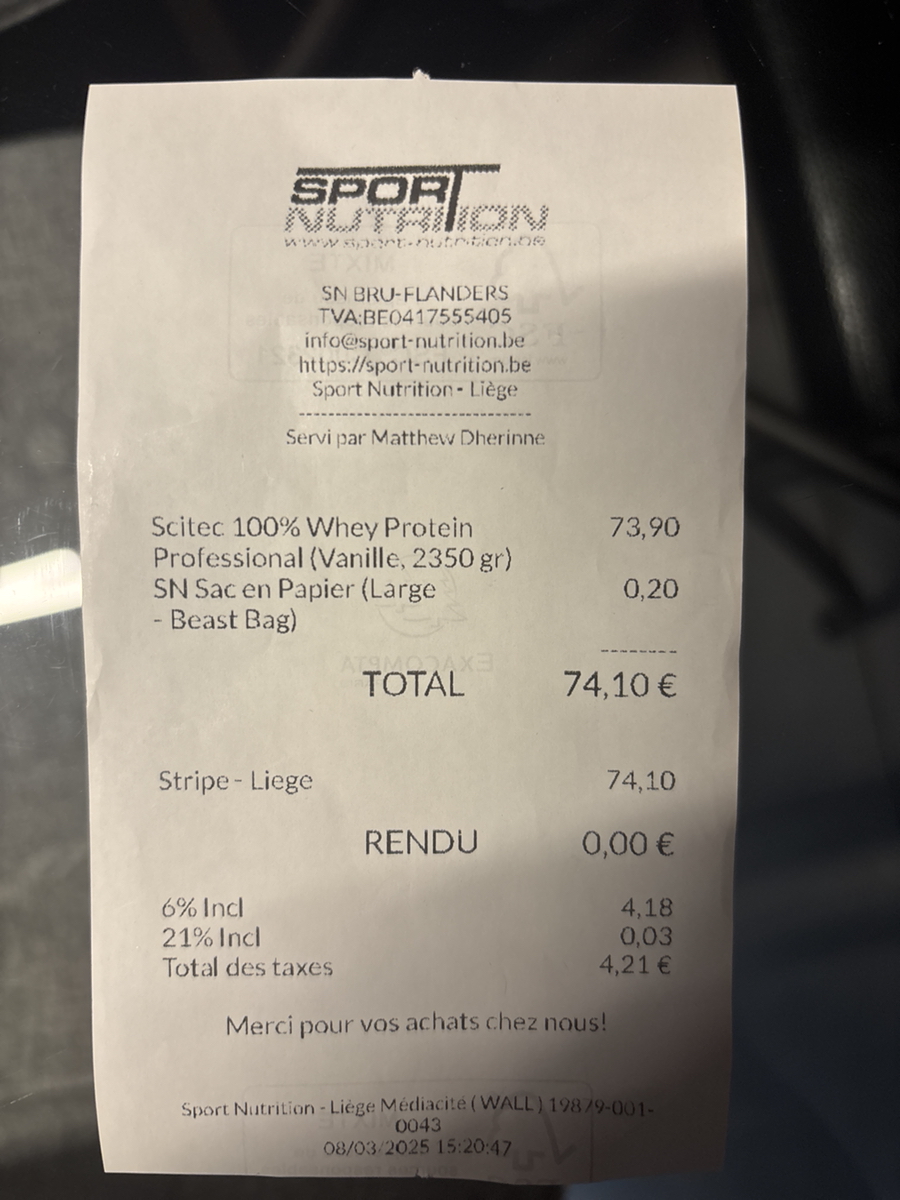 SPORT
NUTRITION
www.sport-nutrition.be
SN BRU-FLANDERS
TVA:BE0417555405
info@sport-nutrition.be
https://sport-nutrition.be
Sport Nutrition - Liège
--------------------------------
Servi par Matthew Dherinne
Scitec 100% Whey Protein 73,90
Professional (Vanille, 2350 gr)
SN Sac en Papier (Large 0,20
- Beast Bag)
--------
TOTAL 74,10 €
Stripe - Liege 74,10
RENDU 0,00 €
6% Incl 4,18
21% Incl 0,03
Total des taxes 4,21 €
Merci pour vos achats chez nous!
Sport Nutrition - Liège Médiacité ( WALL ) 19879-001-
0043
08/03/2025 15:20:47